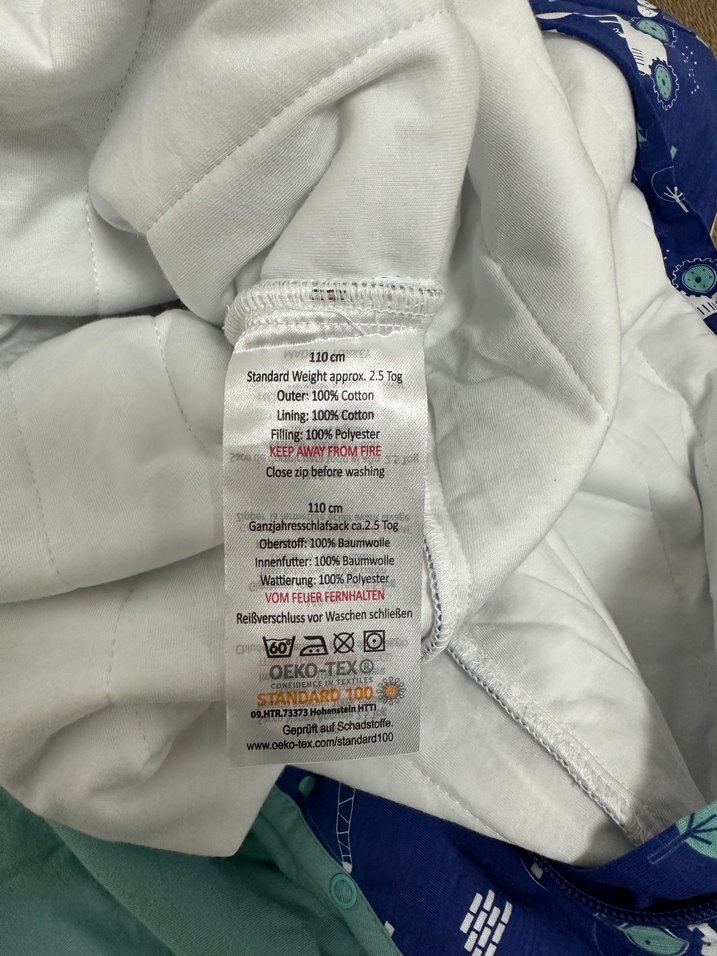 110 cm
Standard Weight approx. 2.5 Tog
Outer: 100% Cotton
Lining: 100% Cotton
Filling: 100% Polyester
KEEP AWAY FROM FIRE
Close zip before washing
110 cm
Ganzjahresschlafsack ca.2.5 Tog
Oberstoff: 100% Baumwolle
Innenfutter: 100% Baumwolle
Wattierung: 100% Polyester
VOM FEUER FERNHALTEN
Reißverschluss vor Waschen schließen
60°
OEKO-TEX®
CONFIDENCE IN TEXTILES
STANDARD 100
09.HTR.73373 Hohenstein HTTI
Geprüft auf Schadstoffe.
www.oeko-tex.com/standard100